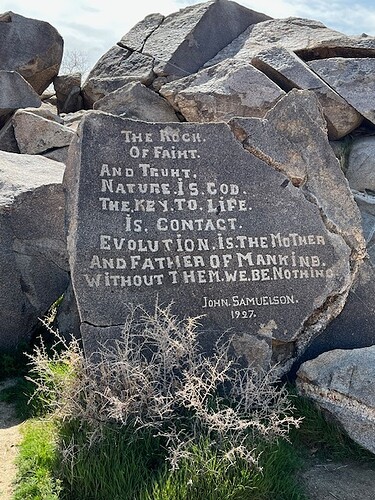 THE ROCK.
OF FAIHT.
AND TRUHT.
NATURE.IS.GOD.
THE.KEY.TO.LIFE.
IS. CONTACT.
EVOLUTION.IS.THE MOTHER
AND FATHER OF MANKIND.
WITHOUT THEM.WE.BE.NOTHING
JOHN.SAMUELSON.
1927.